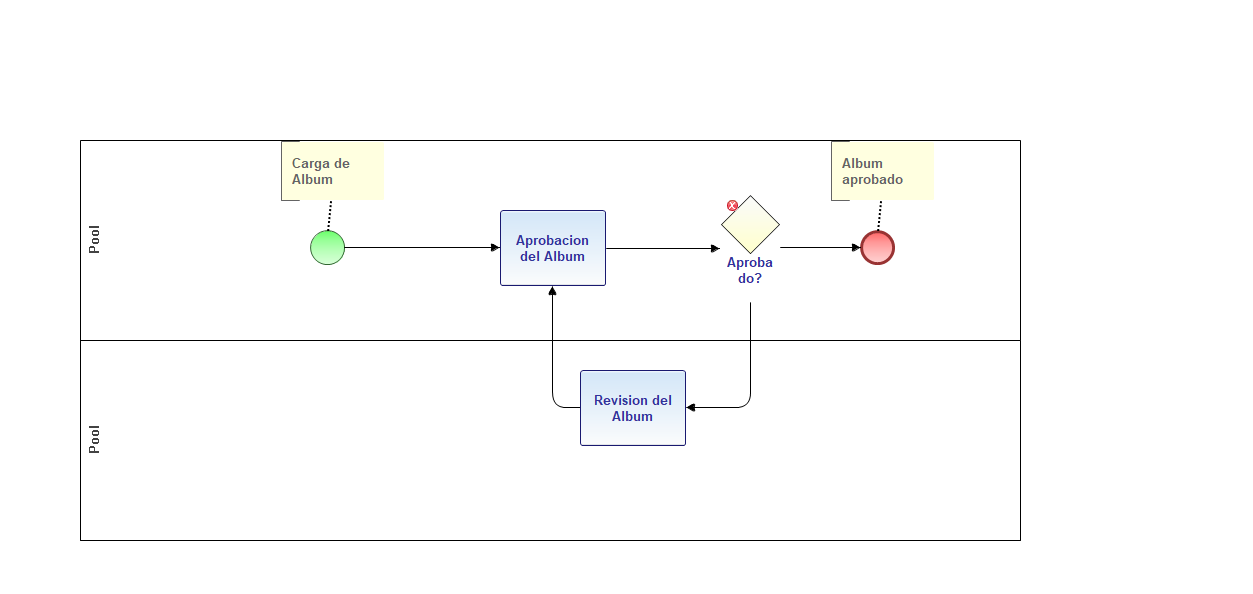 Carga de
Album
Album
aprobado
Pool
Aprobacion
del Album
Aproba
do?
Pool
Revision del
Album